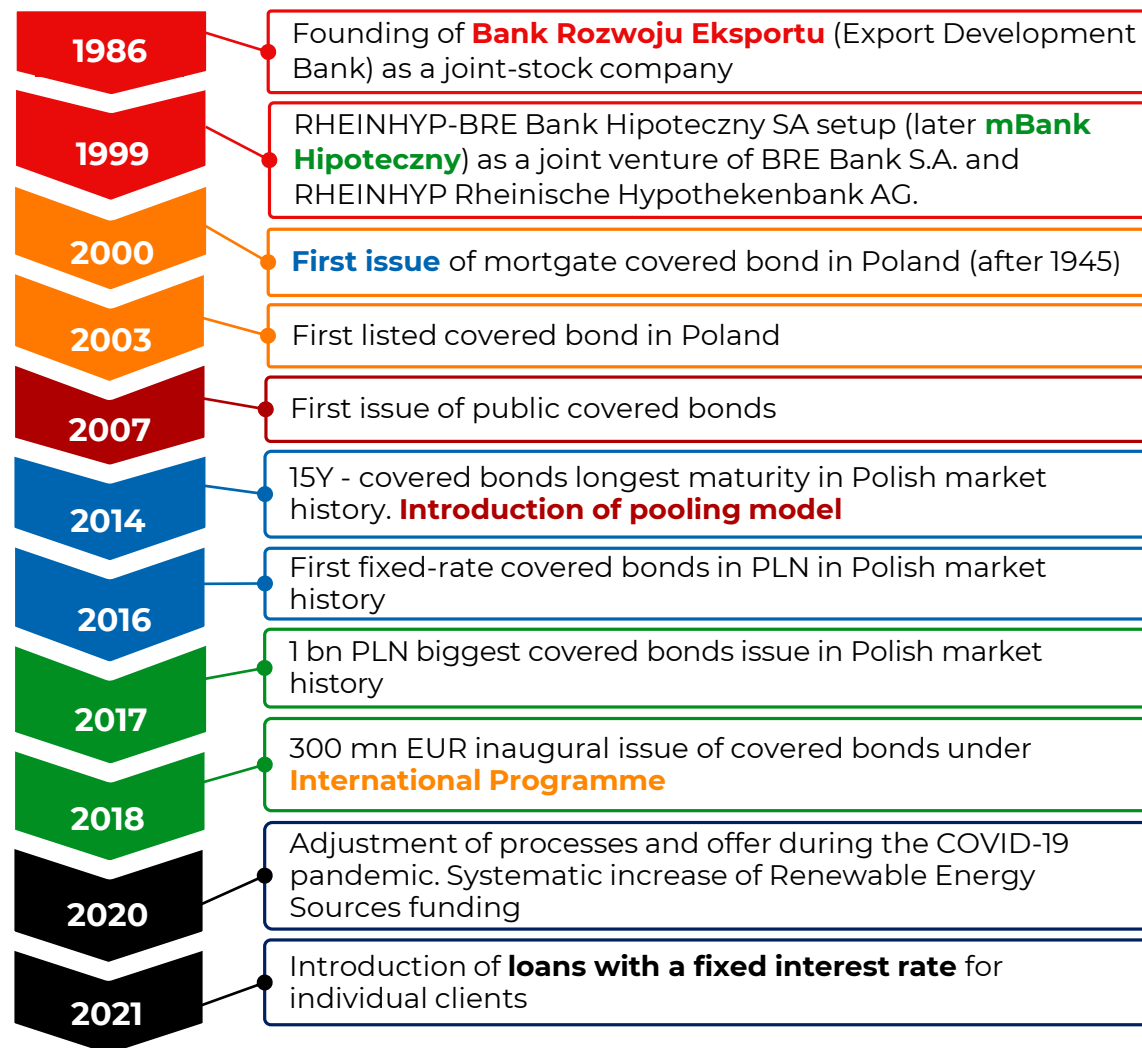 1986
Founding of Bank Rozwoju Eksportu (Export Development
Bank) as a joint-stock company
1999
RHEINHYP-BRE Bank Hipoteczny SA setup (later mBank
Hipoteczny) as a joint venture of BRE Bank S.A. and
RHEINHYP Rheinische Hypothekenbank AG.
2000
First issue of mortgate covered bond in Poland (after 1945)
2003
First listed covered bond in Poland
2007
First issue of public covered bonds
2014
15Y - covered bonds longest maturity in Polish market
history. Introduction of pooling model
2016
First fixed-rate covered bonds in PLN in Polish market
history
2017
1 bn PLN biggest covered bonds issue in Polish market
history
2018
300 mn EUR inaugural issue of covered bonds under
International Programme
2020
Adjustment of processes and offer during the COVID-19
pandemic. Systematic increase of Renewable Energy
Sources funding
2021
Introduction of loans with a fixed interest rate for
individual clients